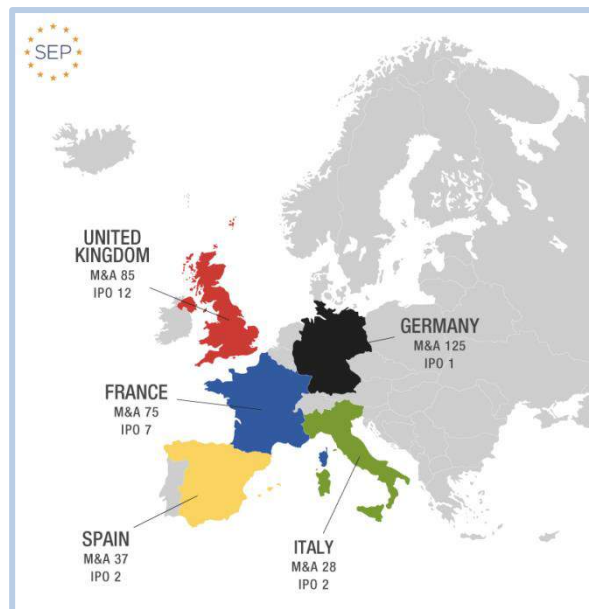 SEP
UNITED
KINGDOM
M&A 85
IPO 12
GERMANY
M&A 125
IPO 1
FRANCE
M&A 75
IPO 7
SPAIN
M&A 37
IPO 2
ITALY
M&A 28
IPO 2